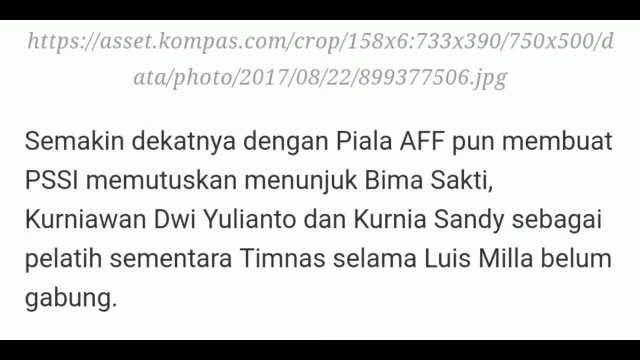 https://asset.kompas.com/crop/158x6:733x390/750x500/d
ata/photo/2017/08/22/899377506.jpg
Semakin dekatnya dengan Piala AFF pun membuat
PSSI memutuskan menunjuk Bima Sakti,
Kurniawan Dwi Yulianto dan Kurnia Sandy sebagai
pelatih sementara Timnas selama Luis Milla belum
gabung.